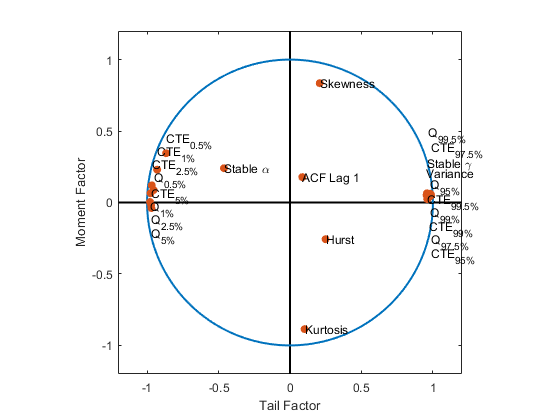 1
0.5
0
-0.5
-1
Moment Factor
-1
-0.5
0
0.5
1
Tail Factor
Skewness
CTE0.5%
CTE1%
CTE2.5%
Q0.5%
CTE5%
Q1%
Q2.5%
Q5%
Stable α
ACF Lag 1
Hurst
Kurtosis
Q99.5%
CTE97.5%
Stable γ
Variance
Q95%
CTE99.5%
Q99%
CTE99%
Q97.5%
CTE95%